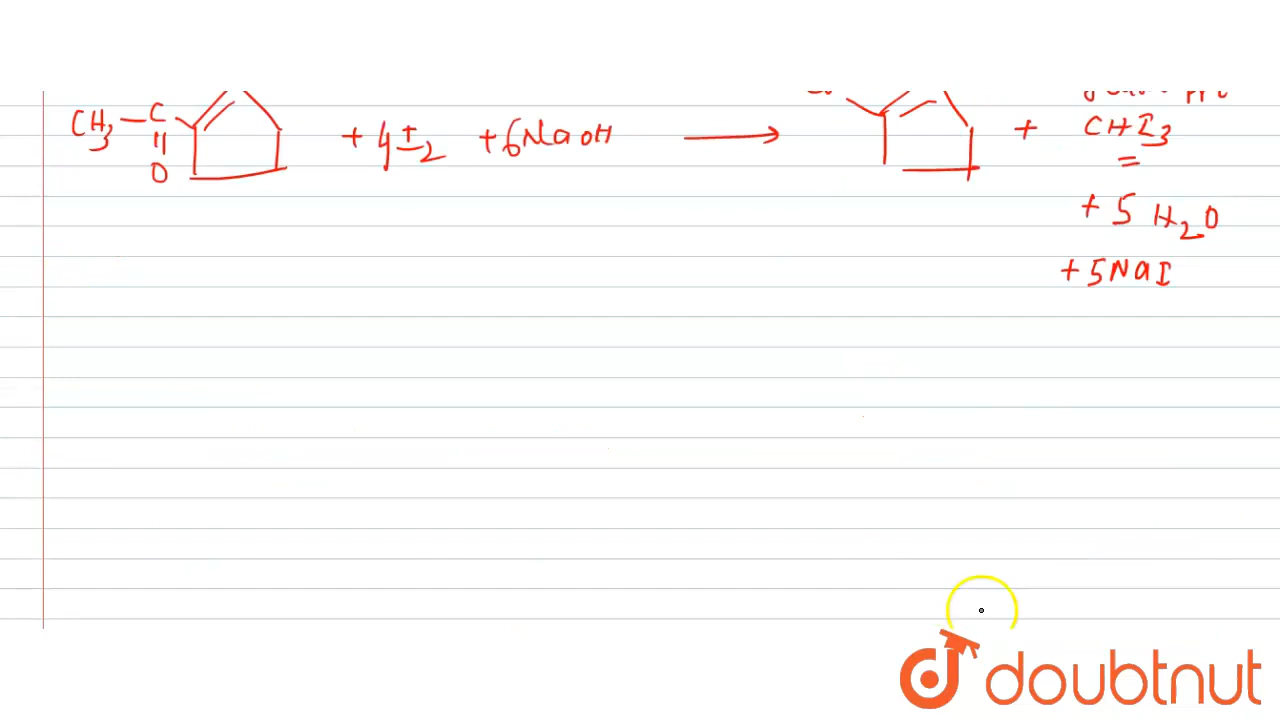 CH3 – C + 4I2 + 6NaOH ⟶ + CHI3
||
O
=
+ 5 H2O
+ 5NaI
doubtnut